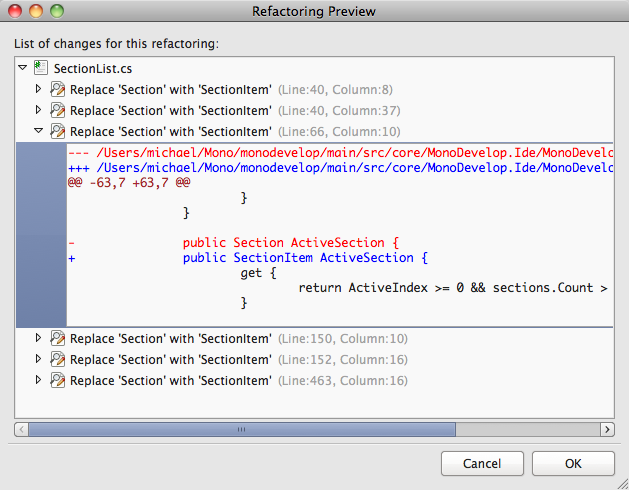 Refactoring Preview
List of changes for this refactoring:
SectionList.cs
Replace 'Section' with 'SectionItem' (Line:40, Column:8)
Replace 'Section' with 'SectionItem' (Line:40, Column:37)
Replace 'Section' with 'SectionItem' (Line:66, Column:10)
--- /Users/michael/Mono/monodevelop/main/src/core/MonoDevelop.Ide/MonoDevelo
+++ /Users/michael/Mono/monodevelop/main/src/core/MonoDevelop.Ide/MonoDevelo
@@ -63,7 +63,7 @@
}
}
- public Section ActiveSection {
+ public SectionItem ActiveSection {
get {
return ActiveIndex >= 0 && sections.Count >
}
Replace 'Section' with 'SectionItem' (Line:150, Column:10)
Replace 'Section' with 'SectionItem' (Line:152, Column:16)
Replace 'Section' with 'SectionItem' (Line:463, Column:16)
Cancel OK